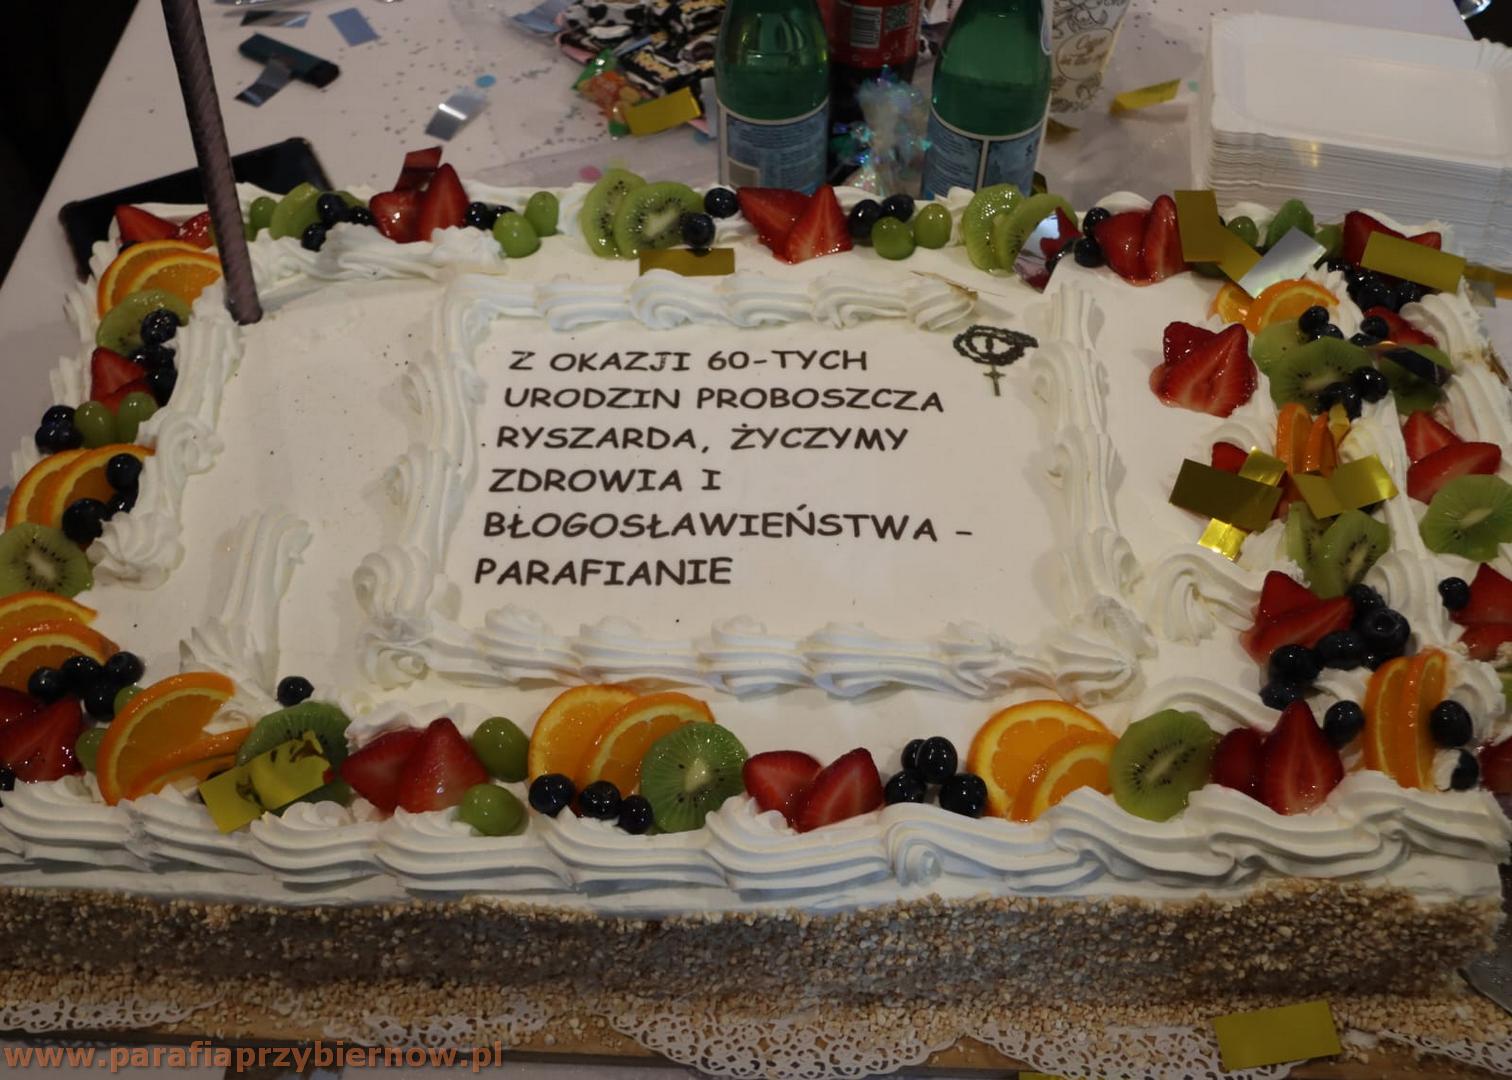 Z OKAZJI 60-TYCH
URODZIN PROBOSZCZA
RYSZARDA, ŻYCZYMY
ZDROWIA I
BŁOGOSŁAWIEŃSTWA -
PARAFIANIE
www.parafiaprzybiernow.pl